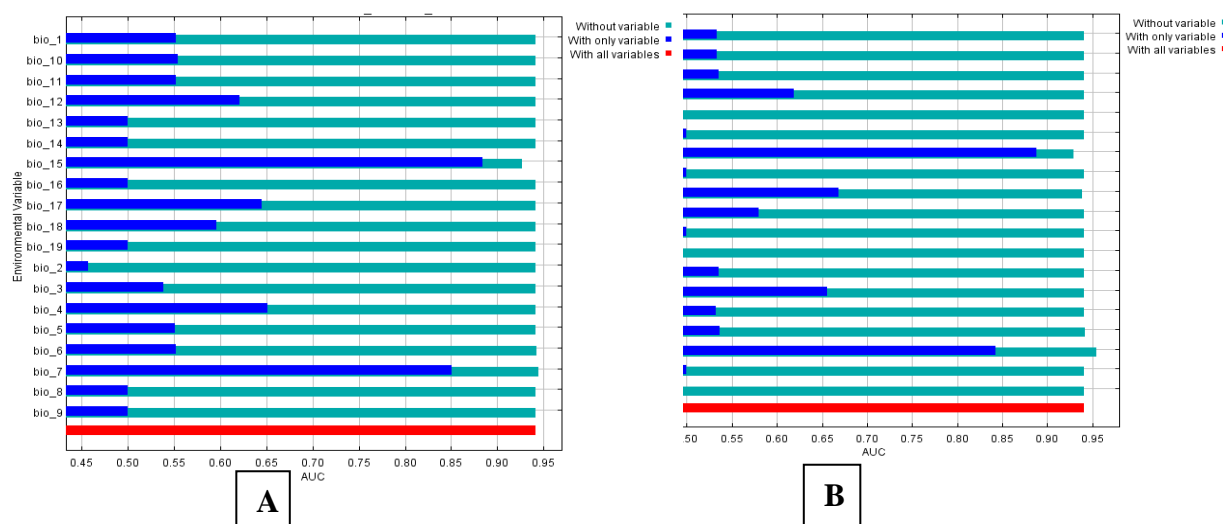 Without variable
With only variable
With all variables
Environmental Variable
bio_1
bio_10
bio_11
bio_12
bio_13
bio_14
bio_15
bio_16
bio_17
bio_18
bio_19
bio_2
bio_3
bio_4
bio_5
bio_6
bio_7
bio_8
bio_9
0.45 0.50 0.55 0.60 0.65 0.70 0.75 0.80 0.85 0.90 0.95
AUC
A
Without variable
With only variable
With all variables
50 0.55 0.60 0.65 0.70 0.75 0.80 0.85 0.90 0.95
AUC
B